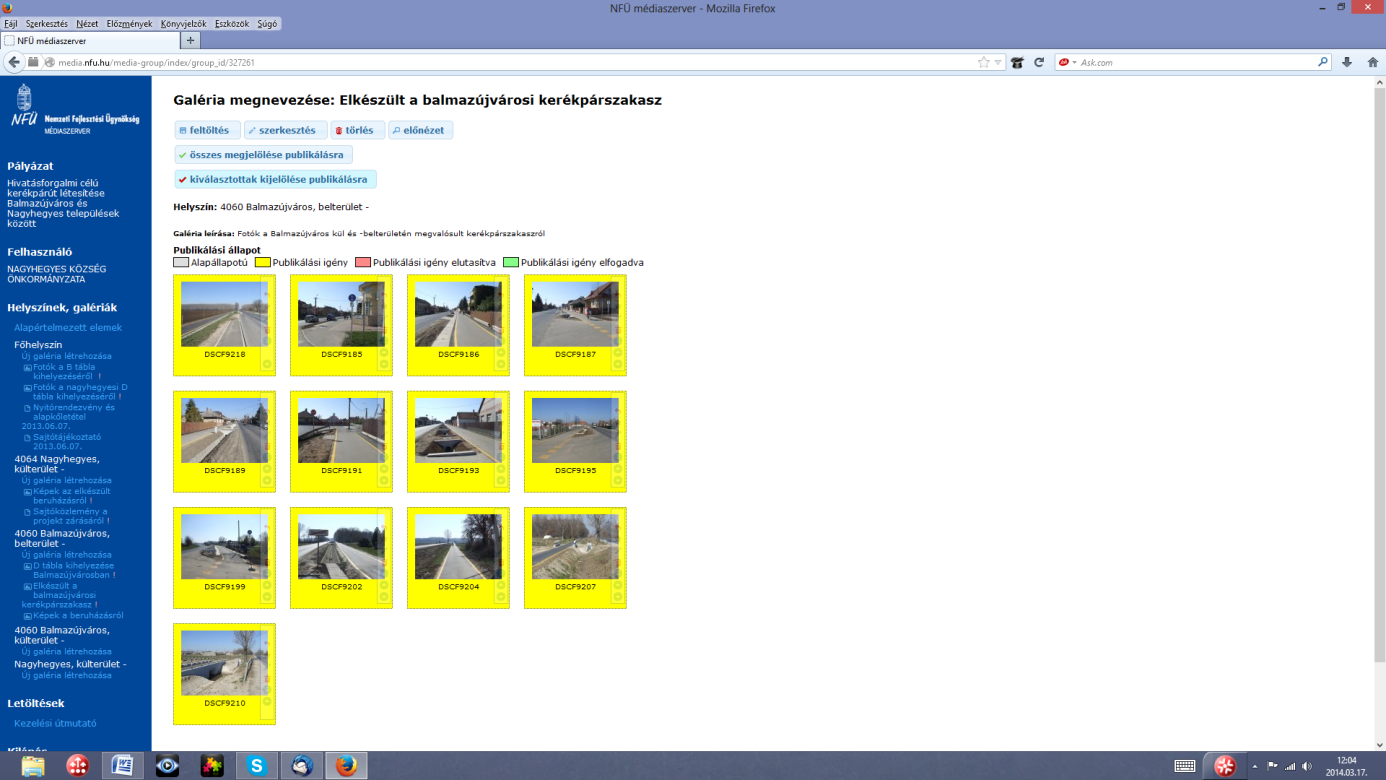 NFÜ médiaszerver - Mozilla Firefox
Fájl Szerkesztés Nézet Előzmények Könyvjelzők Eszközök Súgó
NFÜ médiaszerver
media.nfu.hu/media-group/index/group_id/327261
Ask.com
NFÜ Nemzeti Fejlesztési Ügynökség
MÉDIASZERVER
Pályázat
Hivatásforgalmi célú
kerékpárút létesítése
Balmazújváros és
Nagyhegyes települések
között
Felhasználó
NAGYHEGYES KÖZSÉG
ÖNKORMÁNYZATA
Helyszínek, galériák
Alapértelmezett elemek
Főhelyszín
Új galéria létrehozása
Fotók a B tábla
kihelyezéséről !
Fotók a nagyhegyesi D
tábla kihelyezéséről !
Nyitórendezvény és
alapkőletétel
2013.06.07.
Sajtótájékoztató
2013.06.07.
4064 Nagyhegyes,
külterület -
Új galéria létrehozása
Képek az elkészült
beruházásról !
Sajtóközlemény a
projekt zárásáról !
4060 Balmazújváros,
belterület -
Új galéria létrehozása
D tábla kihelyezése
Balmazújvárosban !
Elkészült a
balmazújvárosi
kerékpárszakasz !
Képek a beruházásról
4060 Balmazújváros,
külterület -
Új galéria létrehozása
Nagyhegyes, külterület -
Új galéria létrehozása
Letöltések
Kezelési útmutató
Kilépés
Galéria megnevezése: Elkészült a balmazújvárosi kerékpárszakasz
feltöltés szerkesztés törlés előnézet
összes megjelölése publikálásra
kiválasztottak kijelölése publikálásra
Helyszín: 4060 Balmazújváros, belterület -
Galéria leírása: Fotók a Balmazújváros kül és -belterületén megvalósult kerékpárszakaszról
Publikálási állapot
Alapállapotú Publikálási igény Publikálási igény elutasítva Publikálási igény elfogadva
DSCF9218 DSCF9185 DSCF9186 DSCF9187
DSCF9189 DSCF9191 DSCF9193 DSCF9195
DSCF9199 DSCF9202 DSCF9204 DSCF9207
DSCF9210
12:04
2014.03.17.